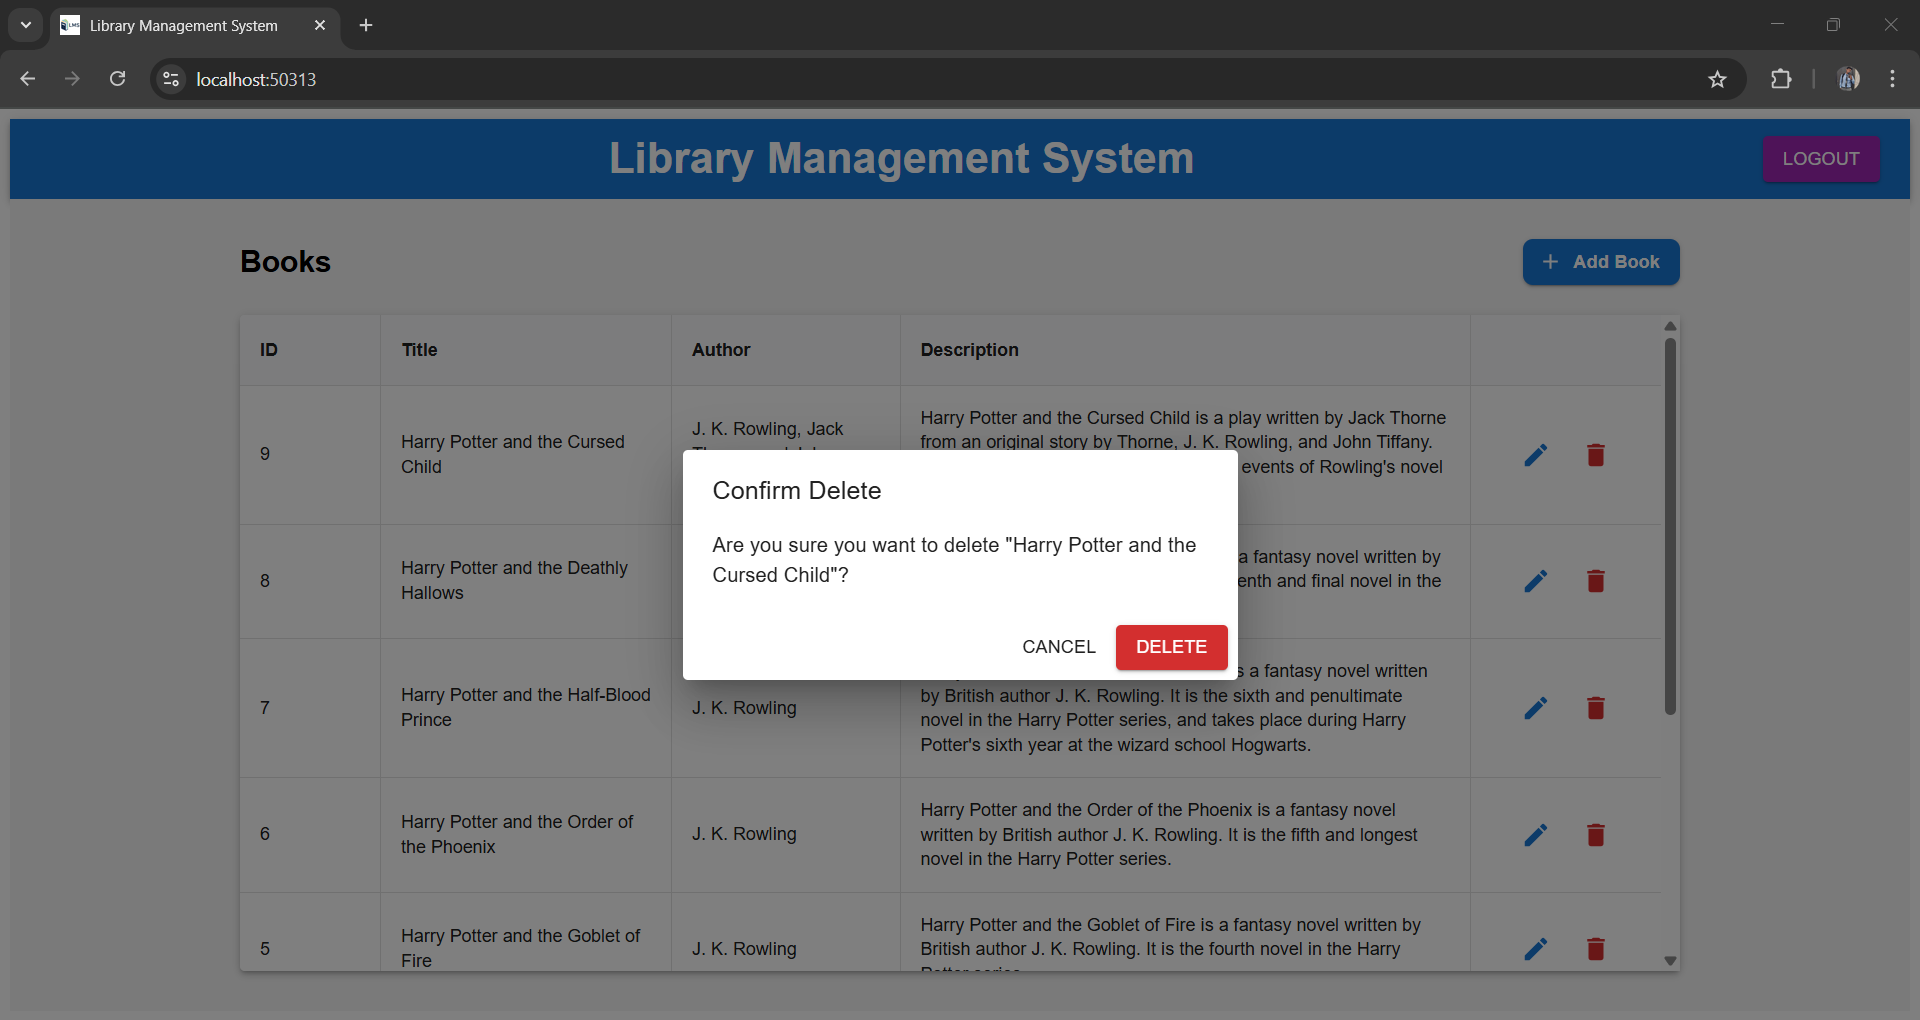 Library Management System
localhost:50313
Library Management System
LOGOUT
Books
Add Book
ID
Title
Author
Description
9
Harry Potter and the Cursed
Child
J. K. Rowling, Jack
Harry Potter and the Cursed Child is a play written by Jack Thorne
from an original story by Thorne, J. K. Rowling, and John Tiffany.
events of Rowling's novel
Confirm Delete
Are you sure you want to delete "Harry Potter and the
Cursed Child"?
CANCEL
DELETE
8
Harry Potter and the Deathly
Hallows
a fantasy novel written by
and final novel in the
7
Harry Potter and the Half-Blood
Prince
J. K. Rowling
a fantasy novel written
by British author J. K. Rowling. It is the sixth and penultimate
novel in the Harry Potter series, and takes place during Harry
Potter's sixth year at the wizard school Hogwarts.
6
Harry Potter and the Order of
the Phoenix
J. K. Rowling
Harry Potter and the Order of the Phoenix is a fantasy novel
written by British author J. K. Rowling. It is the fifth and longest
novel in the Harry Potter series.
5
Harry Potter and the Goblet of
Fire
J. K. Rowling
Harry Potter and the Goblet of Fire is a fantasy novel written by
British author J. K. Rowling. It is the fourth novel in the Harry